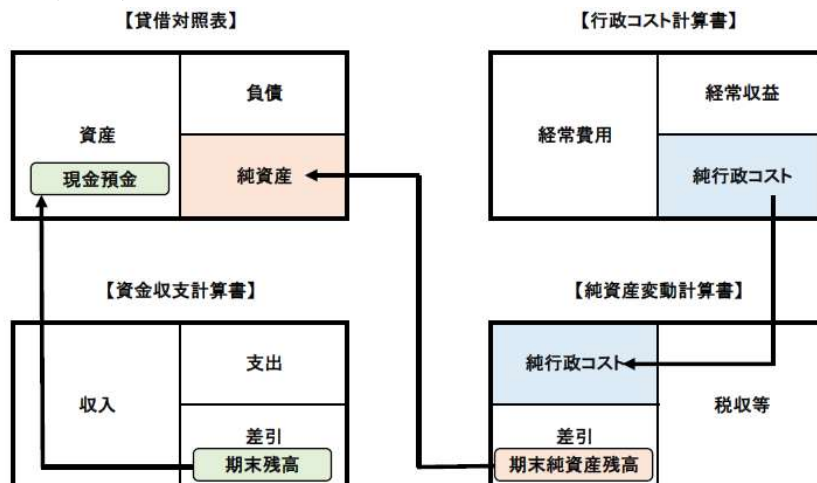 【貸借対照表】
資産
現金預金
負債
純資産
【行政コスト計算書】
経常費用
経常収益
純行政コスト
【資金収支計算書】
収入
支出
差引
期末残高
【純資産変動計算書】
純行政コスト
差引
期末純資産残高
税収等